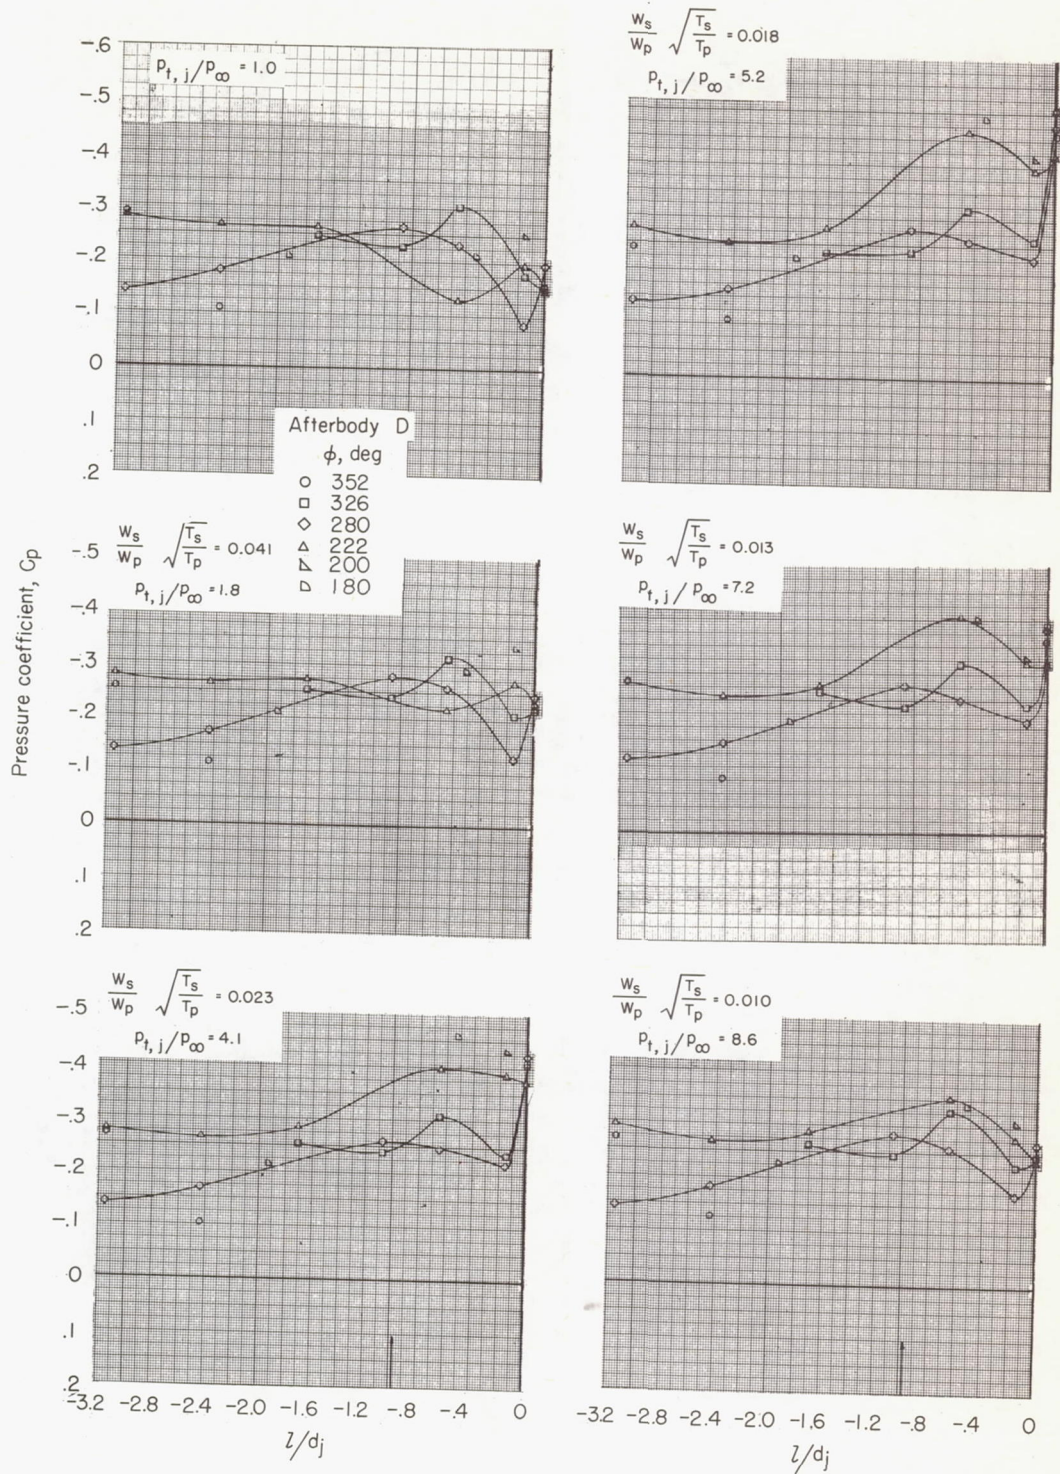 -.6
p_t,j/p_∞ = 1.0
-.5
-.4
-.3
-.2
-.1
0
.1
.2
W_s/W_p √(T_s/T_p) = 0.018
p_t,j/p_∞ = 5.2
Afterbody D
ϕ, deg
352
326
280
222
200
180
Pressure coefficient, C_p
W_s/W_p √(T_s/T_p) = 0.041
p_t,j/p_∞ = 1.8
-.5
-.4
-.3
-.2
-.1
0
.1
.2
W_s/W_p √(T_s/T_p) = 0.013
p_t,j/p_∞ = 7.2
W_s/W_p √(T_s/T_p) = 0.023
p_t,j/p_∞ = 4.1
-.5
-.4
-.3
-.2
-.1
0
.1
.2
-3.2 -2.8 -2.4 -2.0 -1.6 -1.2 -.8 -.4 0
l/d_j
W_s/W_p √(T_s/T_p) = 0.010
p_t,j/p_∞ = 8.6
-3.2 -2.8 -2.4 -2.0 -1.6 -1.2 -.8 -.4 0
l/d_j